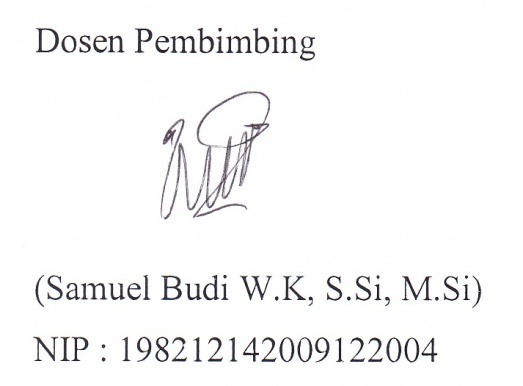 Dosen Pembimbing
(Samuel Budi W.K, S.Si, M.Si)
NIP : 198212142009122004